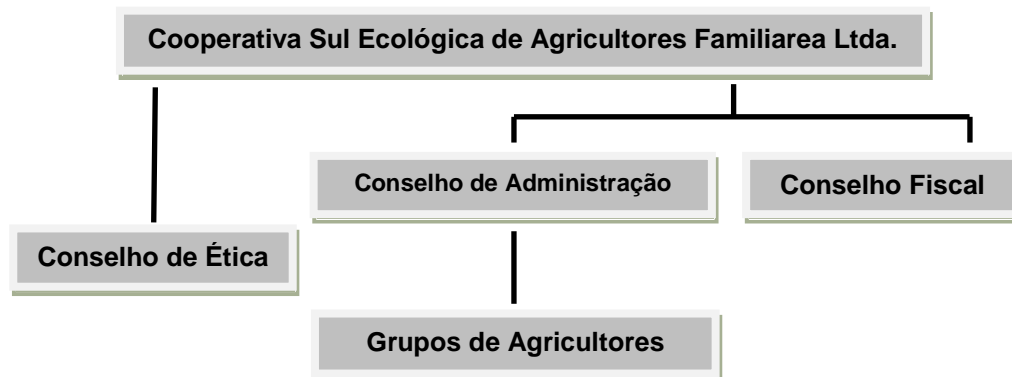 Cooperativa Sul Ecológica de Agricultores Familiarea Ltda.
Conselho de Administração
Conselho Fiscal
Conselho de Ética
Grupos de Agricultores